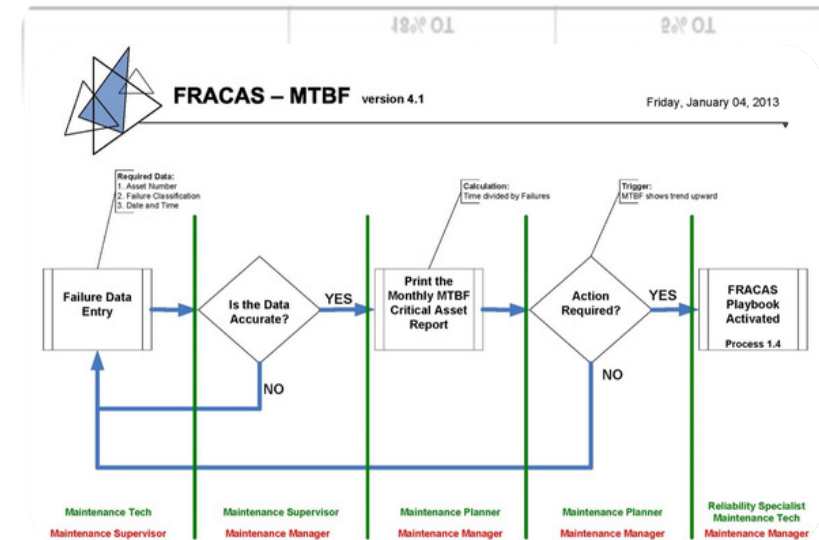 18% OT
5% OT
FRACAS – MTBF version 4.1
Friday, January 04, 2013
Required Data:
1. Asset Number
2. Failure Classification
3. Date and Time
Calculation:
Time divided by Failures
Trigger:
MTBF shows trend upward
Failure Data
Entry
Is the Data
Accurate?
YES
NO
Print the
Monthly MTBF
Critical Asset
Report
Action
Required?
YES
NO
FRACAS
Playbook
Activated
Process 1.4
Maintenance Tech
Maintenance Supervisor
Maintenance Supervisor
Maintenance Manager
Maintenance Planner
Maintenance Manager
Maintenance Planner
Maintenance Manager
Reliability Specialist
Maintenance Tech
Maintenance Manager